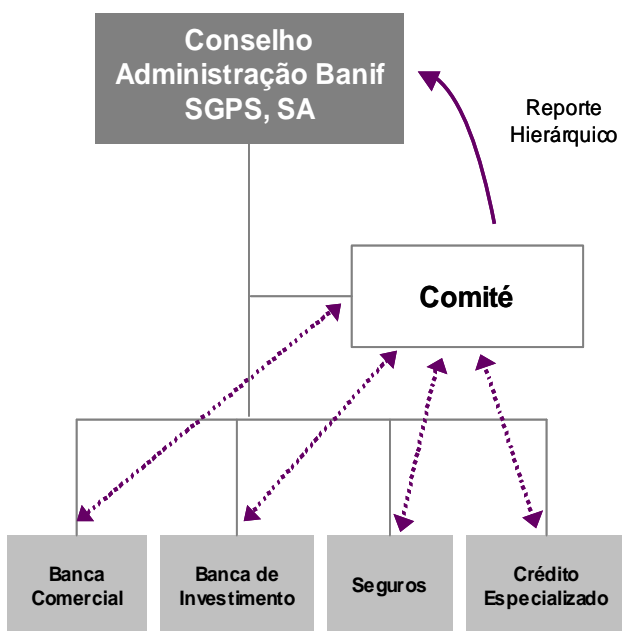 Conselho
Administração Banif
SGPS, SA
Reporte
Hierárquico
Comité
Banca
Comercial
Banca de
Investimento
Seguros
Crédito
Especializado